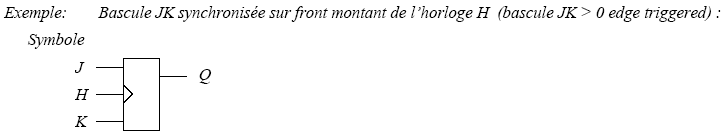 Exemple: Bascule JK synchronisée sur front montant de l’horloge H (bascule JK > 0 edge triggered) :
Symbole
J
Q
H
K